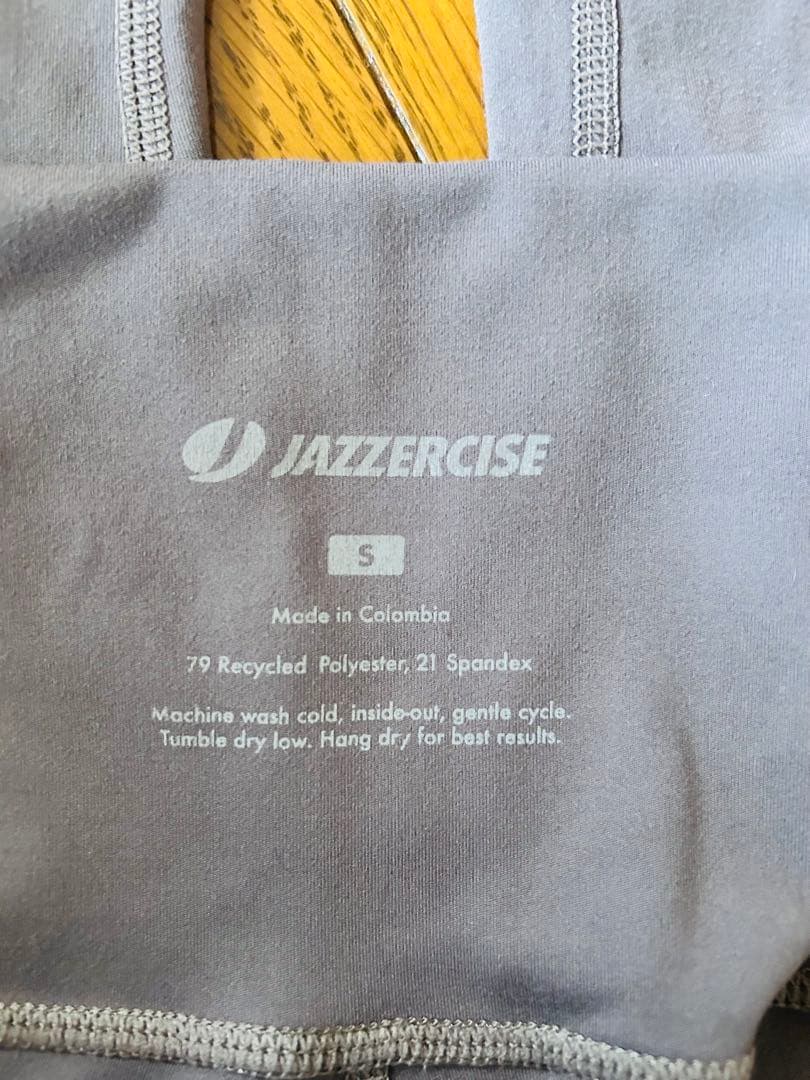 JAZZERCISE
S
Made in Colombia
79 Recycled Polyester, 21 Spandex
Machine wash cold, inside-out, gentle cycle.
Tumble dry low. Hang dry for best results.